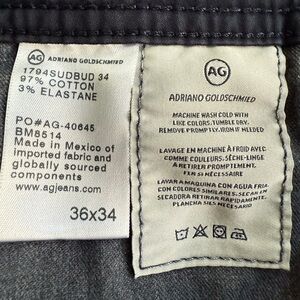 AG ADRIANO GOLDSCHMIED
1794SUDBUD 34
97% COTTON
3% ELASTANE
PO#AG-40645
BM8514
Made in Mexico of
imported fabric and
globally sourced
components
www.agjeans.com
36x34
AG
ADRIANO GOLDSCHMIED
MACHINE WASH COLD WITH
LIKE COLORS. TUMBLE DRY.
REMOVE PROMPTLY. IRON IF NEEDED
LAVAGE EN MACHINE À FROID AVEC
COMME COULEURS. SÈCHE-LINGE
A RETIRER PROMPTEMENT.
FER SI NÉCESSAIRE
LAVAR A MAQUINA CON AGUA FRIA
CON COLORES SIMILARES. SECAR EN
SECADORA RETIRAR RAPIDAMENTE.
PLANCHA SI ES NECESARIO